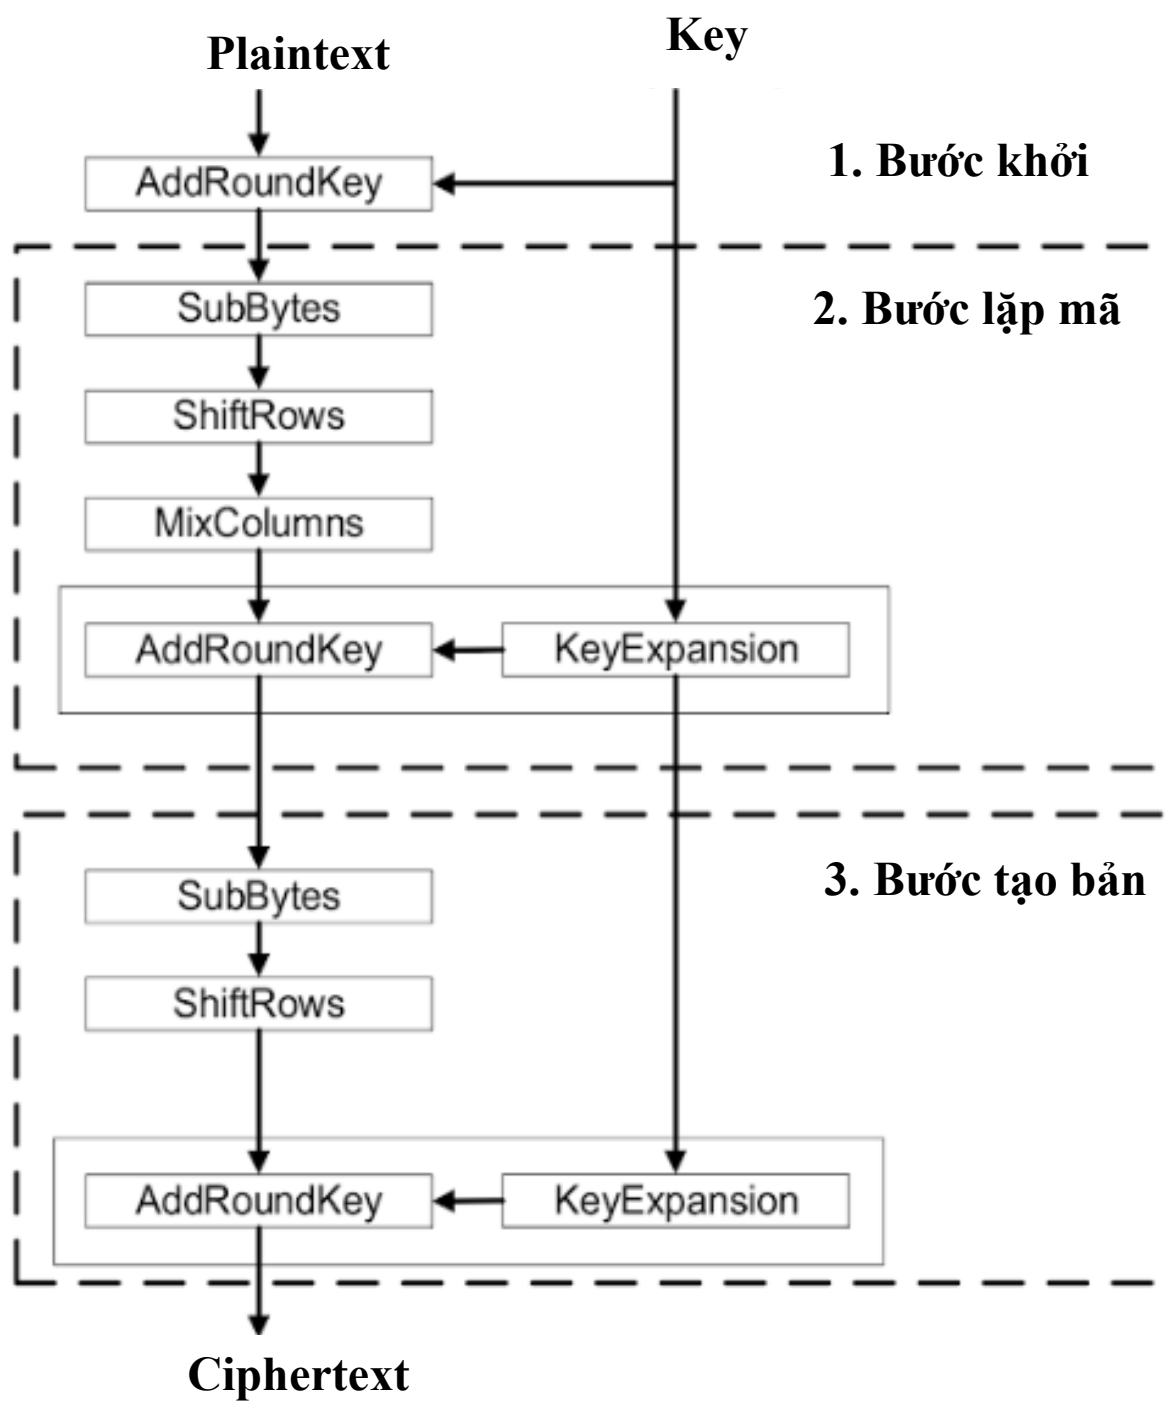 Plaintext
Key
AddRoundKey
1. Bước khởi
SubBytes
2. Bước lặp mã
ShiftRows
MixColumns
AddRoundKey
KeyExpansion
SubBytes
3. Bước tạo bản
ShiftRows
AddRoundKey
KeyExpansion
Ciphertext